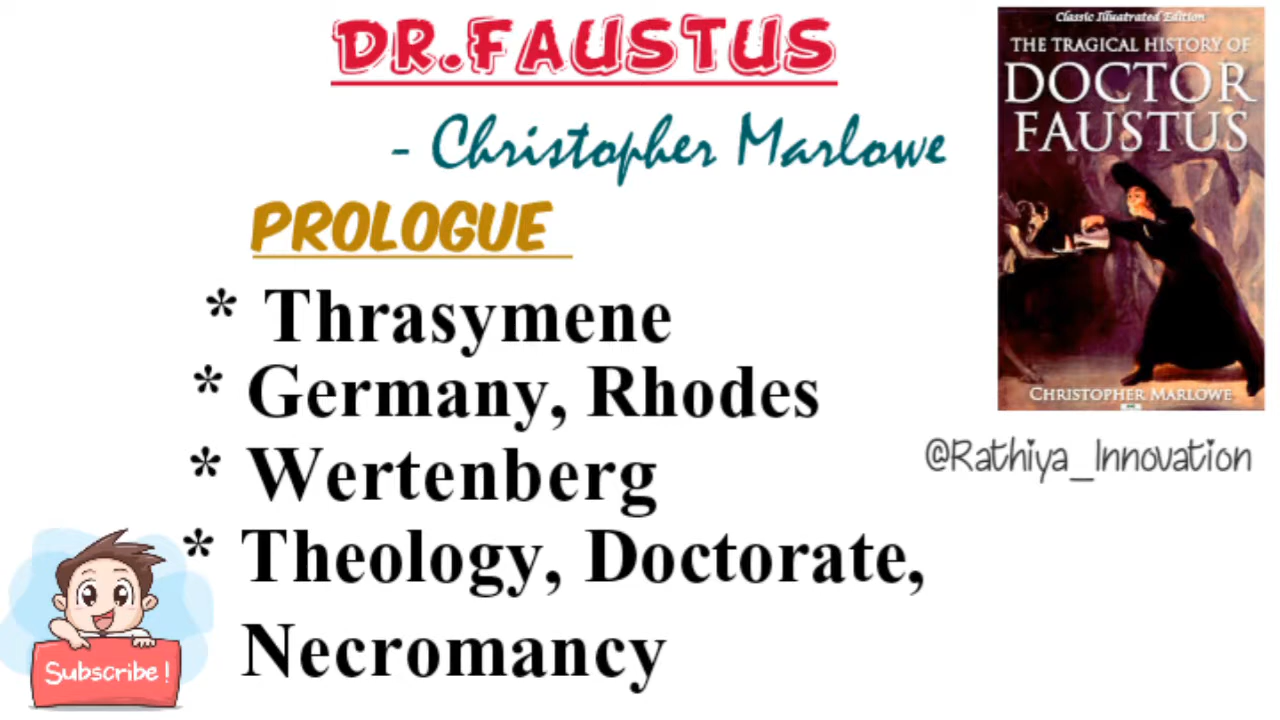 DR.FAUSTUS
- Christopher Marlowe
PROLOGUE
* Thrasymene
* Germany, Rhodes
* Wertenberg
* Theology, Doctorate,
Necromancy
Classic Illustrated Edition
THE TRAGICAL HISTORY OF
DOCTOR
FAUSTUS
CHRISTOPHER MARLOWE
@Rathiya_Innovation
Subscribe!